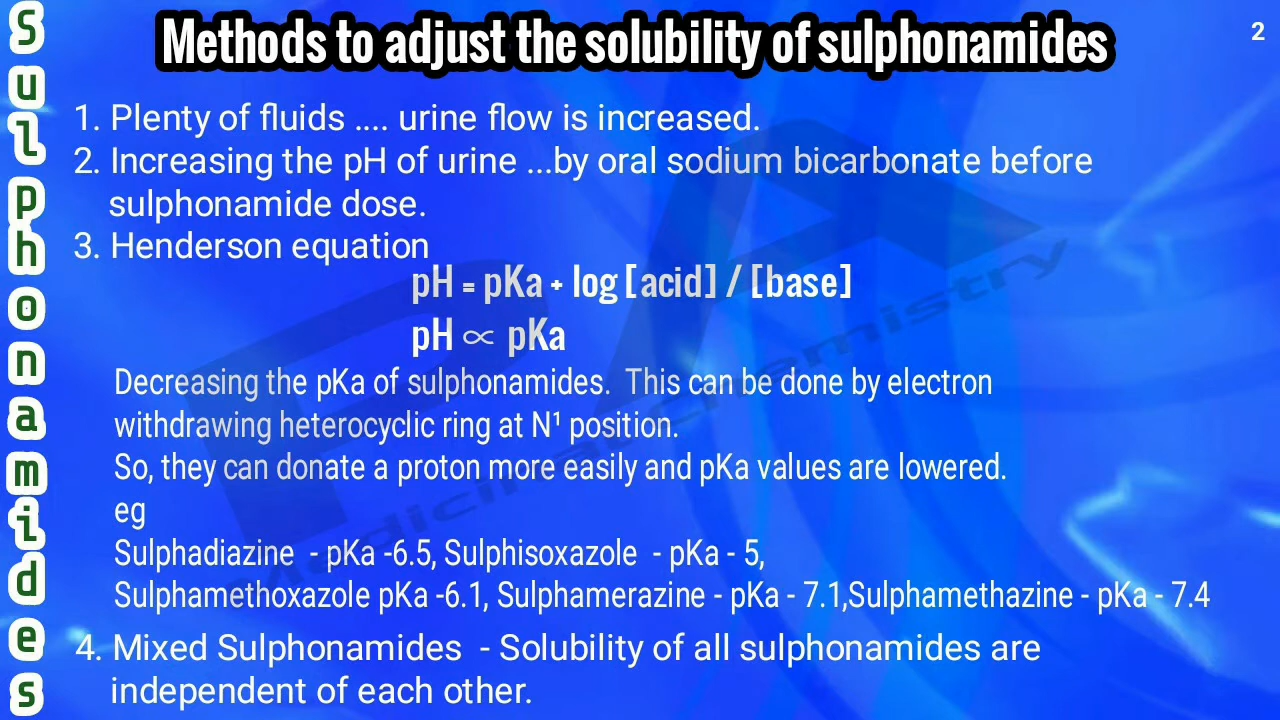 Sulphonamides
Methods to adjust the solubility of sulphonamides
2
1. Plenty of fluids .... urine flow is increased.
2. Increasing the pH of urine ...by oral sodium bicarbonate before
sulphonamide dose.
3. Henderson equation
pH = pKa + log [acid] / [base]
pH ∝ pKa
Decreasing the pKa of sulphonamides. This can be done by electron
withdrawing heterocyclic ring at N¹ position.
So, they can donate a proton more easily and pKa values are lowered.
eg
Sulphadiazine - pKa -6.5, Sulphisoxazole - pKa - 5,
Sulphamethoxazole pKa -6.1, Sulphamerazine - pKa - 7.1,Sulphamethazine - pKa - 7.4
4. Mixed Sulphonamides - Solubility of all sulphonamides are
independent of each other.